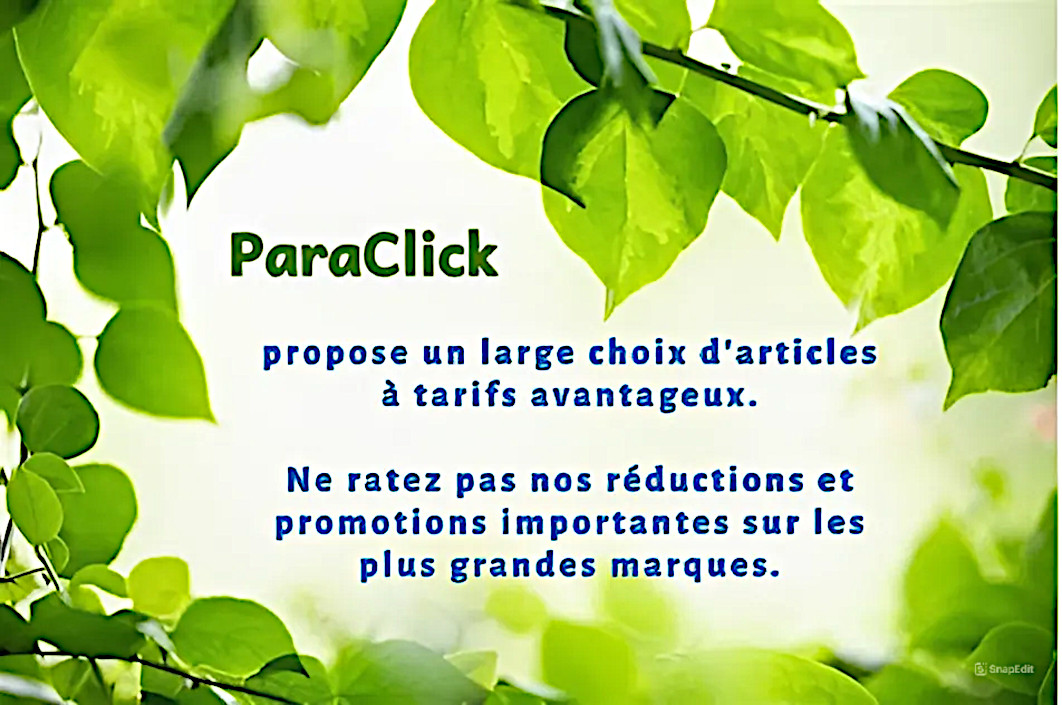 ParaClick
propose un large choix d'articles
à tarifs avantageux.
Ne ratez pas nos réductions et
promotions importantes sur les
plus grandes marques.
SnapEdit